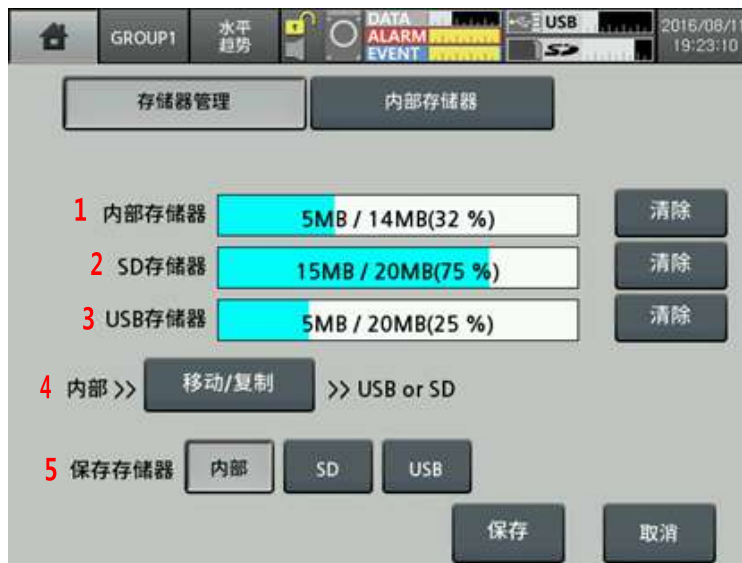 GROUP1
水平
趋势
DATA
ALARM
EVENT
USB
SD
2016/08/11
19:23:10
存储器管理 内部存储器
1 内部存储器 5MB / 14MB(32 %) 清除
2 SD存储器 15MB / 20MB(75 %) 清除
3 USB存储器 5MB / 20MB(25 %) 清除
4 内部 >> 移动/复制 >> USB or SD
5 保存存储器 内部 SD USB
保存 取消